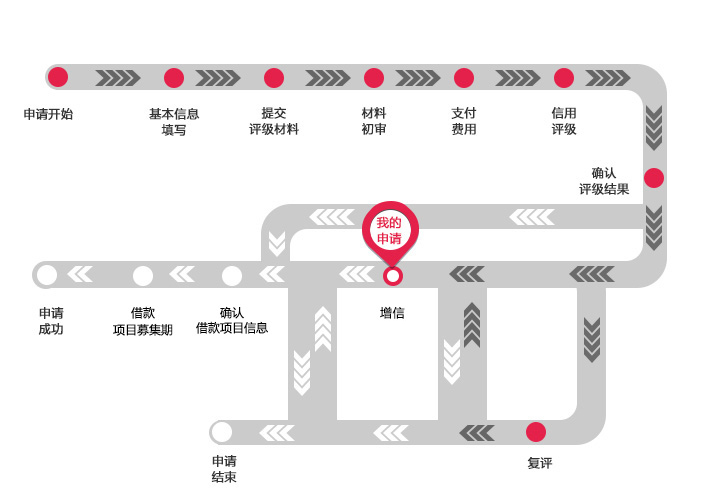 申请开始
基本信息
填写
提交
评级材料
材料
初审
支付
费用
信用
评级
确认
评级结果
我的
申请
申请
成功
借款
项目募集期
确认
借款项目信息
增信
申请
结束
复评